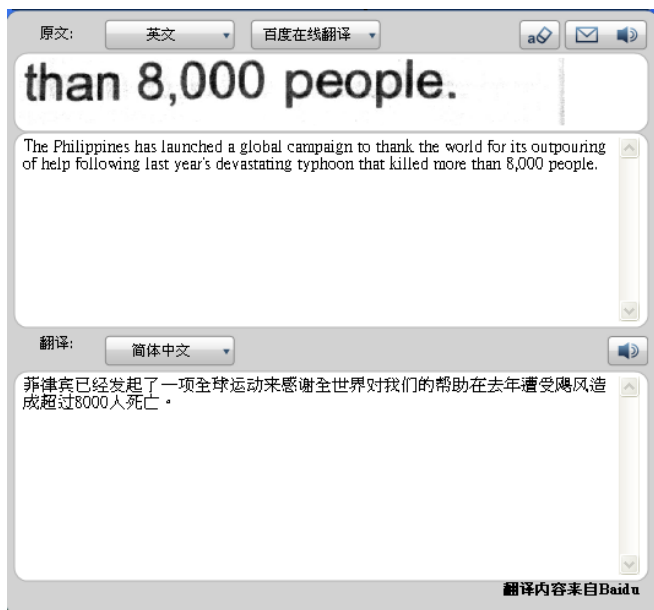 原文: 英文 百度在线翻译
than 8,000 people.
The Philippines has launched a global campaign to thank the world for its outpouring
of help following last year's devastating typhoon that killed more than 8,000 people.
翻译: 简体中文
菲律宾已经发起了一项全球运动来感谢全世界对我们的帮助在去年遭受飓风造
成超过8000人死亡。
翻译内容来自Baidu